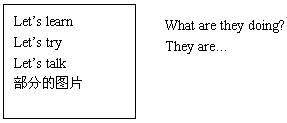 Let's learn
Let's try
Let's talk
部分的图片
What are they doing?
They are…